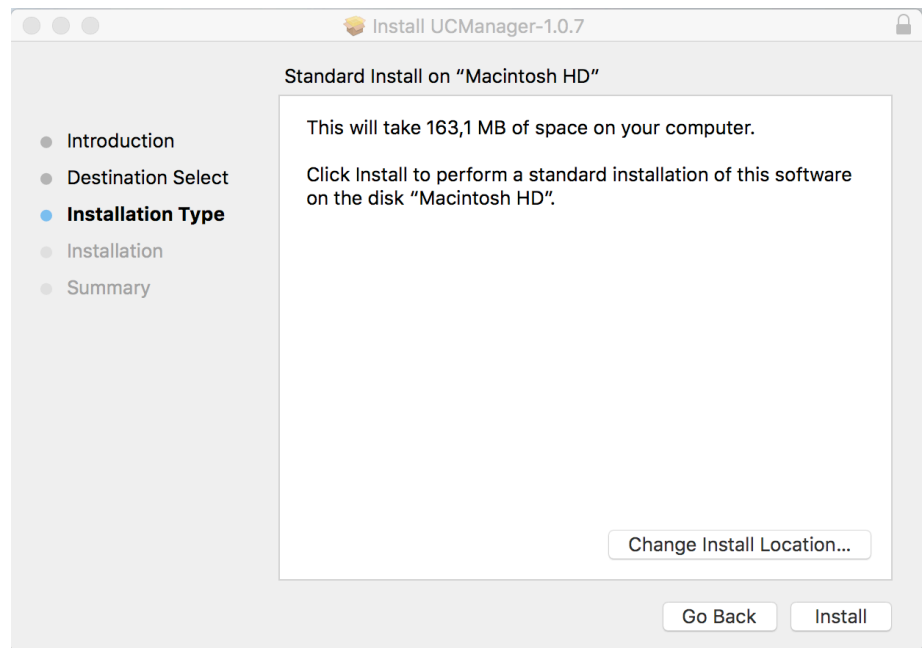 Install UCManager-1.0.7
Standard Install on “Macintosh HD”
Introduction
Destination Select
Installation Type
Installation
Summary
This will take 163,1 MB of space on your computer.
Click Install to perform a standard installation of this software
on the disk “Macintosh HD”.
Change Install Location...
Go Back
Install